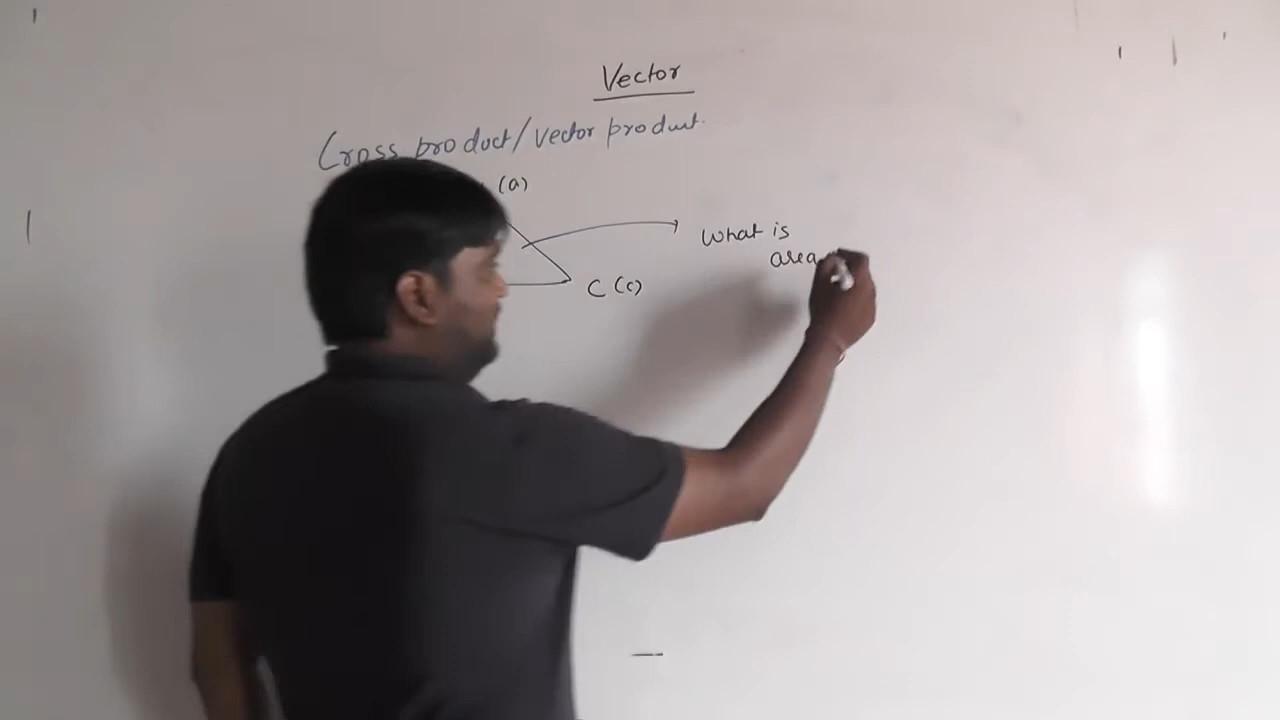 Vector
Cross product/vector product.
(a)
What is
area
C (c)